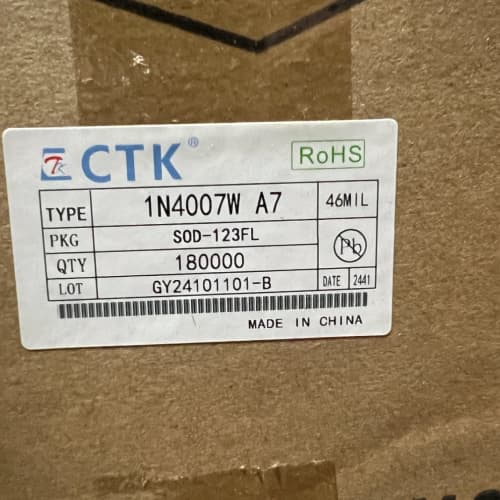 CTK® RoHS
TYPE 1N4007W A7 46MIL
PKG SOD-123FL
Pb
QTY 180000
LOT GY24101101-B DATE 2441
MADE IN CHINA